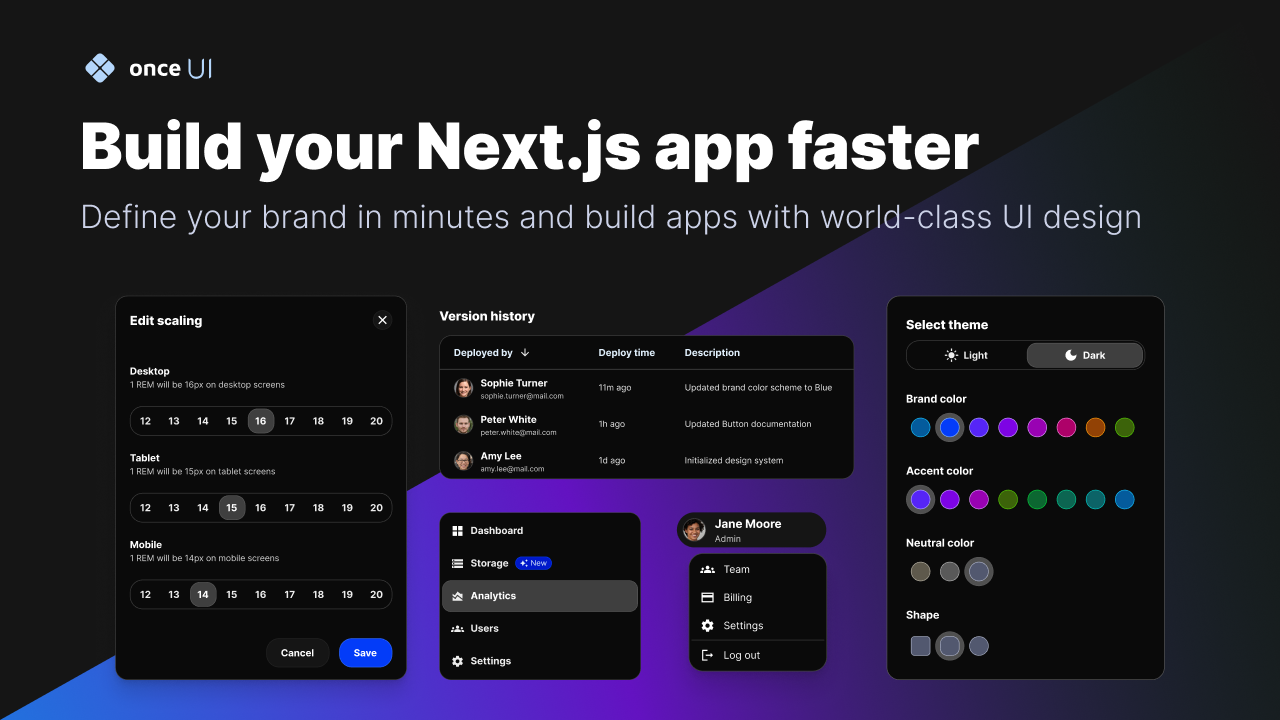 once UI
Build your Next.js app faster
Define your brand in minutes and build apps with world-class UI design
Edit scaling
Desktop
1 REM will be 16px on desktop screens
12 13 14 15 16 17 18 19 20
Tablet
1 REM will be 15px on tablet screens
12 13 14 15 16 17 18 19 20
Mobile
1 REM will be 14px on mobile screens
12 13 14 15 16 17 18 19 20
Cancel Save
Version history
Deployed by Deploy time Description
Sophie Turner 11m ago Updated brand color scheme to Blue
sophie.turner@mail.com
Peter White 1h ago Updated Button documentation
peter.white@mail.com
Amy Lee 1d ago Initialized design system
amy.lee@mail.com
Dashboard
Storage New
Analytics
Users
Settings
Jane Moore
Admin
Team
Billing
Settings
Log out
Select theme
Light Dark
Brand color
Accent color
Neutral color
Shape